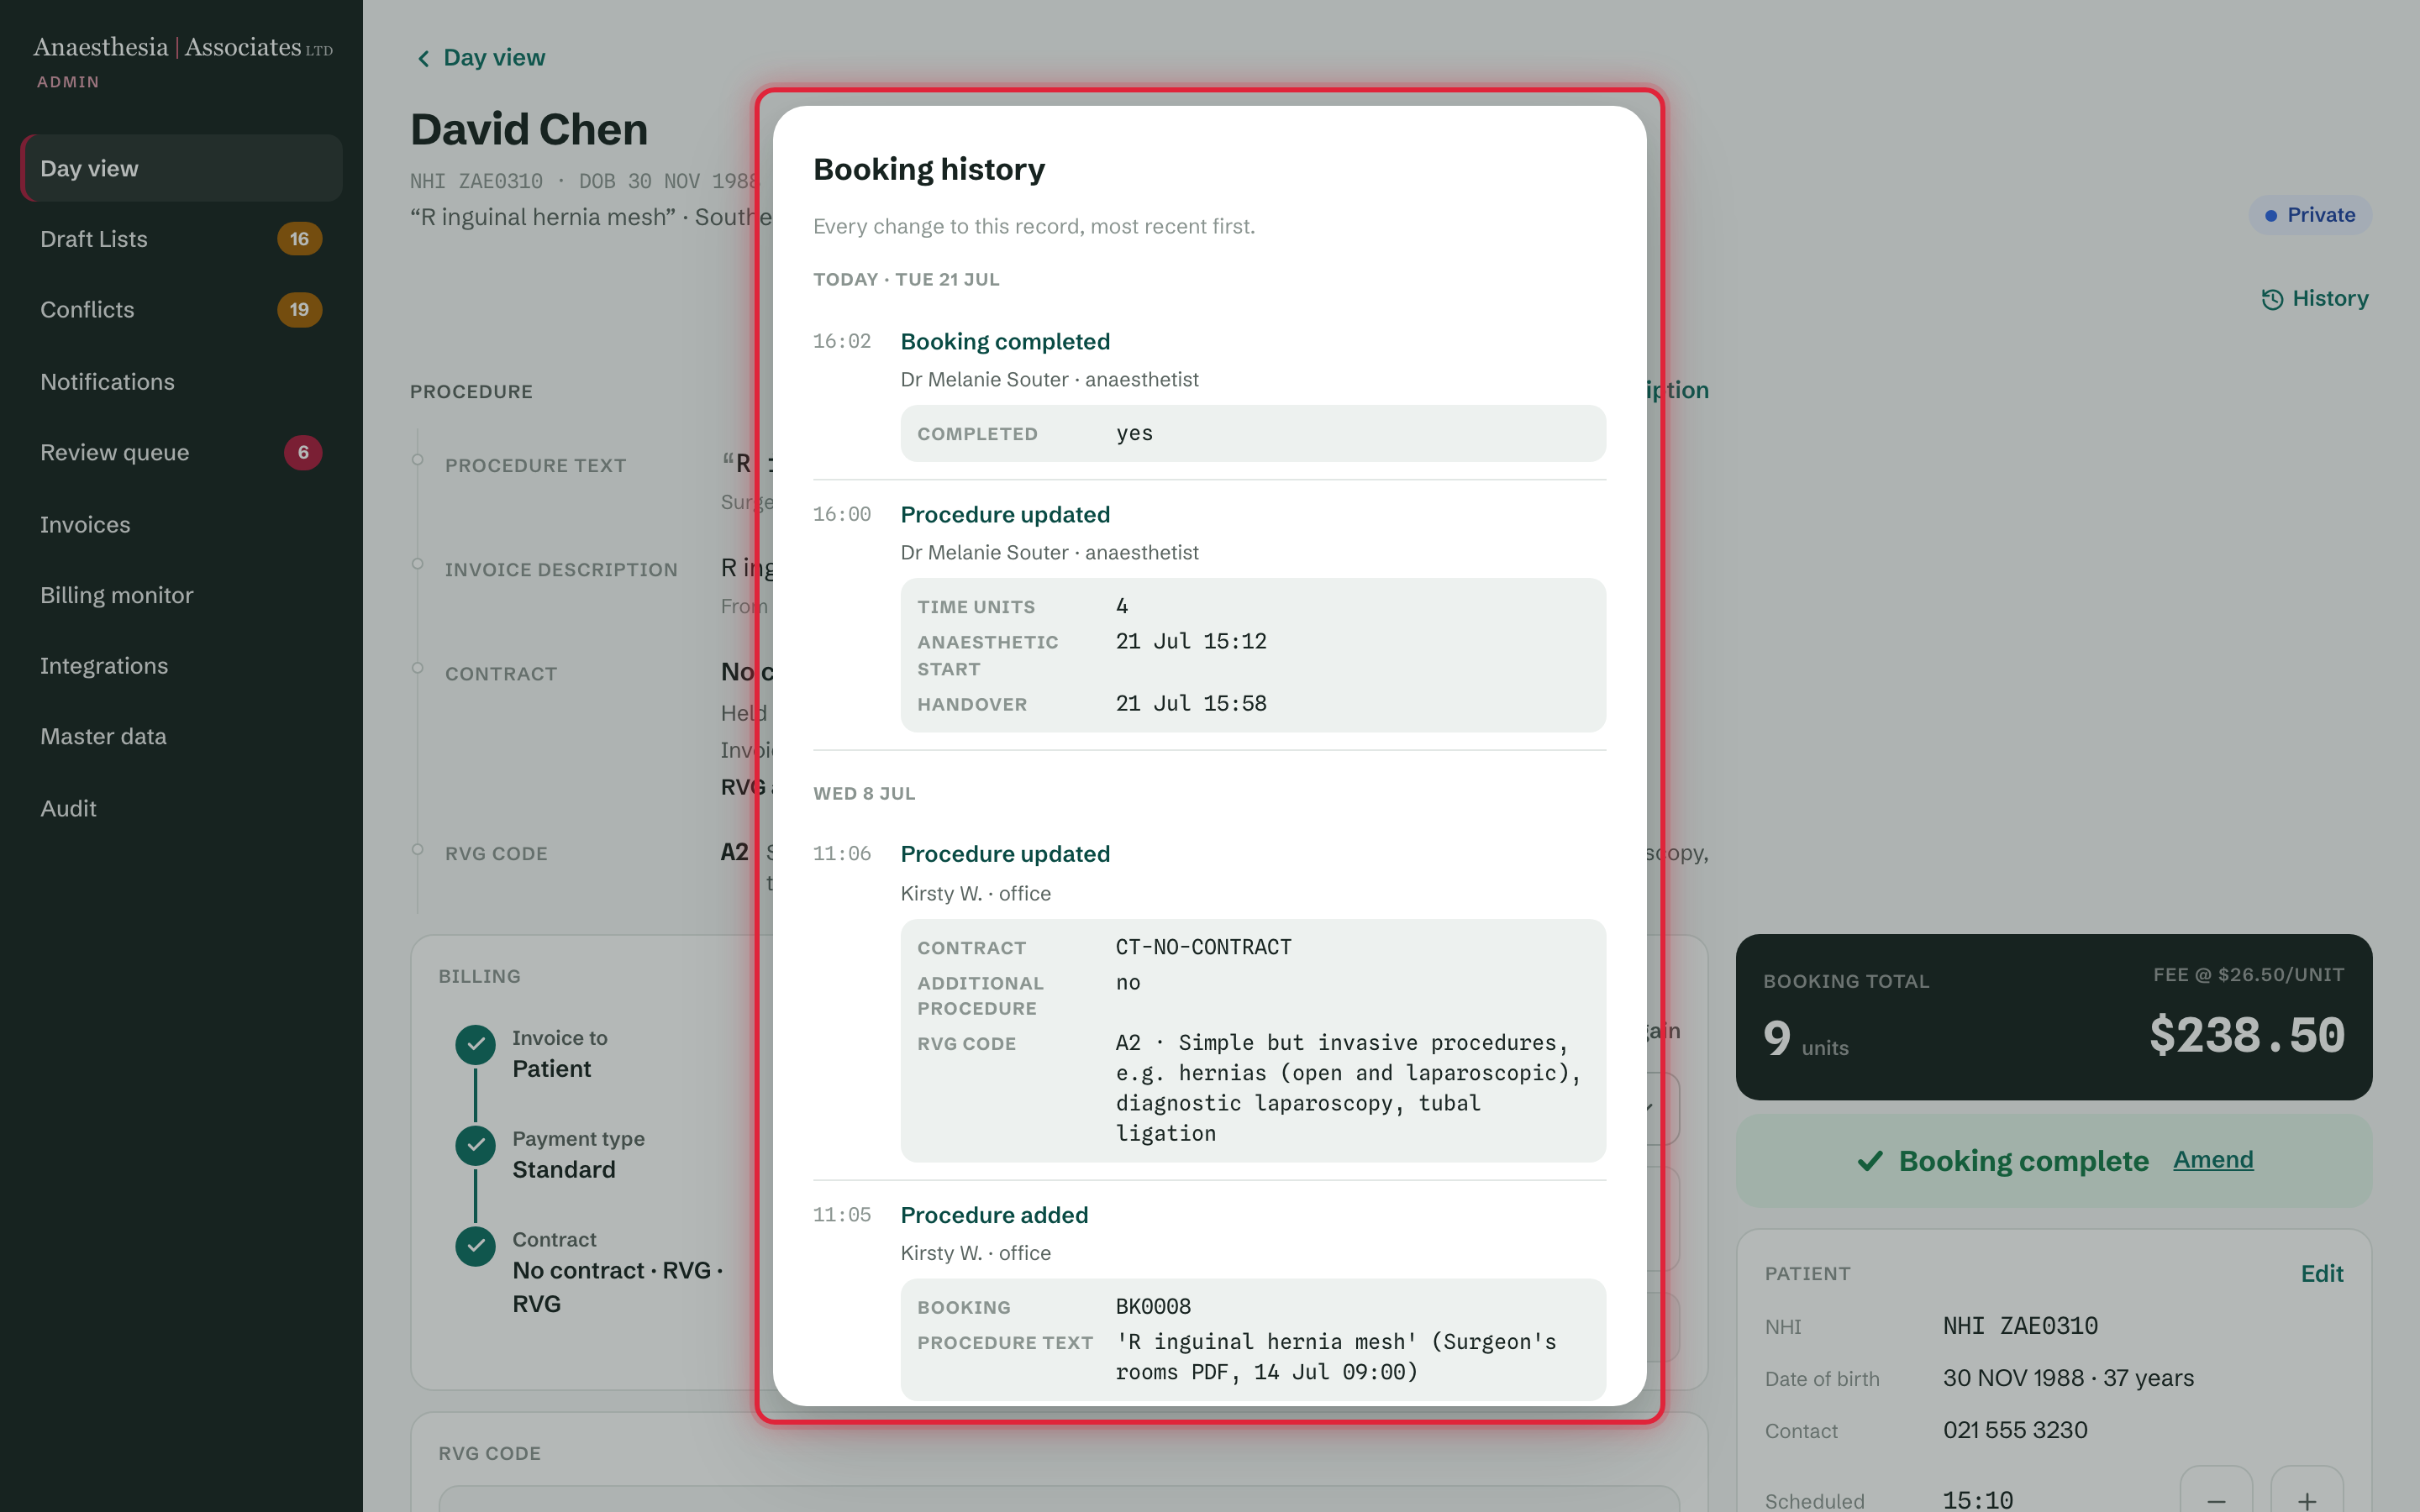 Anaesthesia | Associates LTD
ADMIN
Day view
Draft Lists 16
Conflicts 19
Notifications
Review queue 6
Invoices
Billing monitor
Integrations
Master data
Audit
Day view
David Chen
NHI ZAE0310 · DOB 30 NOV 1988
“R inguinal hernia mesh” ·
Private
History
PROCEDURE
PROCEDURE TEXT
“R
INVOICE DESCRIPTION
R
From
CONTRACT
No
Held
RVG
RVG CODE
A2
BILLING
Invoice to
Patient
Payment type
Standard
Contract
No contract · RVG ·
RVG
RVG CODE
Booking history
Every change to this record, most recent first.
TODAY · TUE 21 JUL
16:02 Booking completed
Dr Melanie Souter · anaesthetist
COMPLETED yes
16:00 Procedure updated
Dr Melanie Souter · anaesthetist
TIME UNITS 4
ANAESTHETIC 21 Jul 15:12
START
HANDOVER 21 Jul 15:58
WED 8 JUL
11:06 Procedure updated
Kirsty W. · office
CONTRACT CT-NO-CONTRACT
ADDITIONAL no
PROCEDURE
RVG CODE A2 · Simple but invasive procedures,
e.g. hernias (open and laparoscopic),
diagnostic laparoscopy, tubal
ligation
11:05 Procedure added
Kirsty W. · office
BOOKING BK0008
PROCEDURE TEXT 'R inguinal hernia mesh' (Surgeon's
rooms PDF, 14 Jul 09:00)
BOOKING TOTAL FEE @ $26.50/UNIT
9 units $238.50
Booking complete Amend
PATIENT Edit
NHI NHI ZAE0310
Date of birth 30 NOV 1988 · 37 years
Contact 021 555 3230
Scheduled 15:10 − +